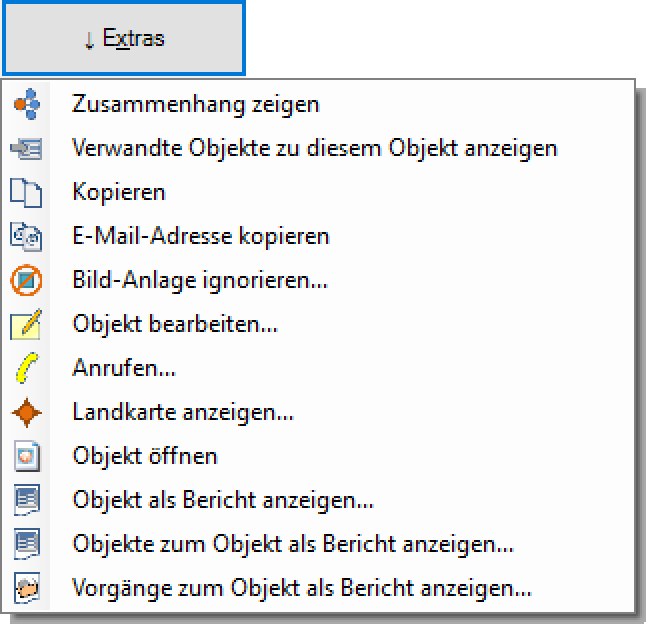 ↓ Extras
Zusammenhang zeigen
Verwandte Objekte zu diesem Objekt anzeigen
Kopieren
E-Mail-Adresse kopieren
Bild-Anlage ignorieren...
Objekt bearbeiten...
Anrufen...
Landkarte anzeigen...
Objekt öffnen
Objekt als Bericht anzeigen...
Objekte zum Objekt als Bericht anzeigen...
Vorgänge zum Objekt als Bericht anzeigen...